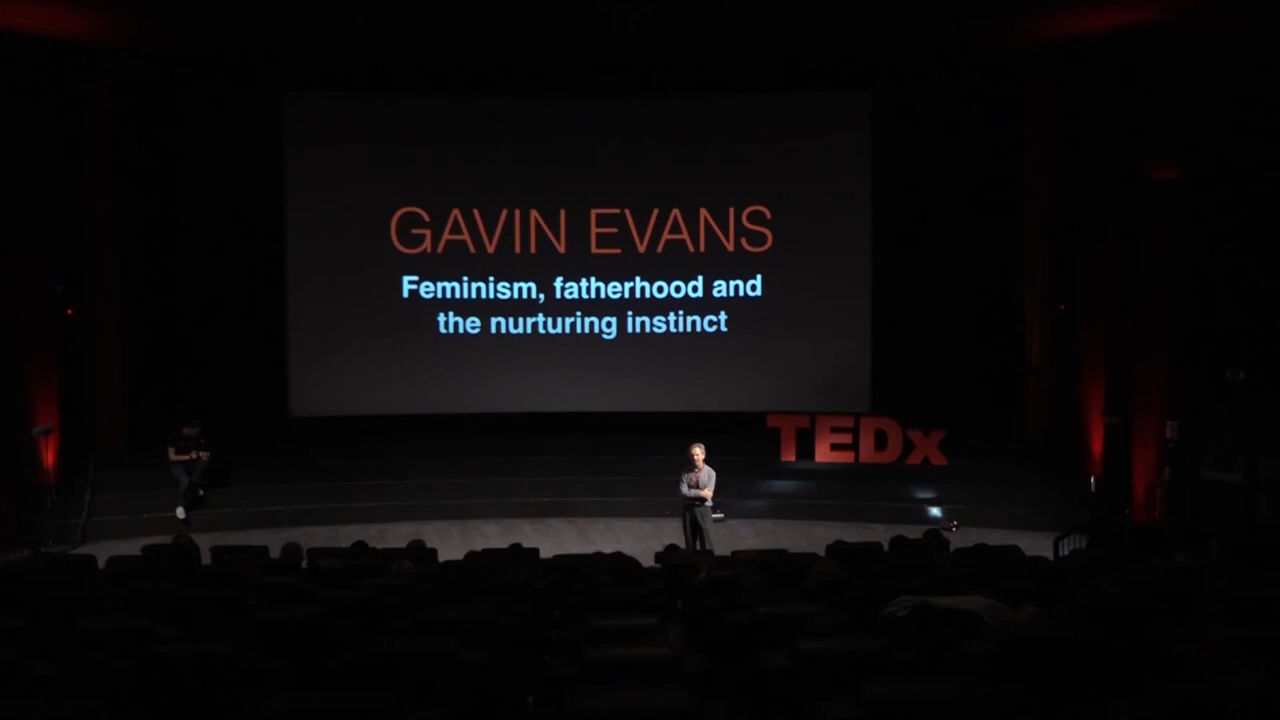 GAVIN EVANS
Feminism, fatherhood and
the nurturing instinct
TEDx